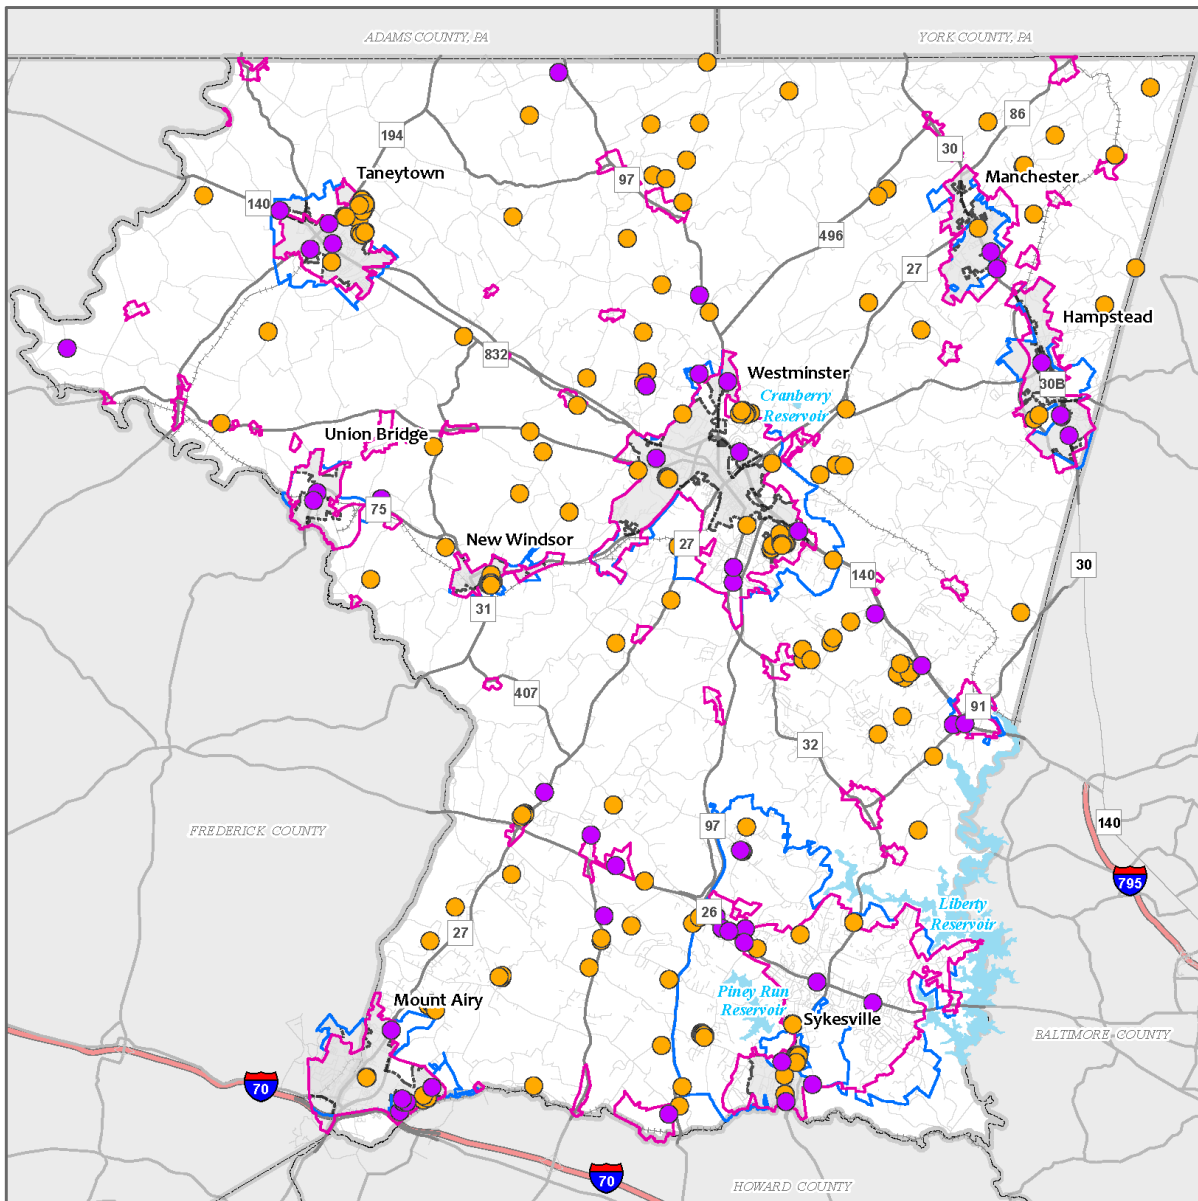 ADAMS COUNTY, PA
YORK COUNTY, PA
194
86
30
Taneytown
97
Manchester
140
496
27
Hampstead
832
Westminster
30B
Cranberry
Reservoir
Union Bridge
75
New Windsor
27
140
30
31
407
91
32
FREDERICK COUNTY
97
140
795
26
Liberty
Reservoir
27
Mount Airy
Piney Run
Reservoir
Sykesville
BALTIMORE COUNTY
70
70
HOWARD COUNTY